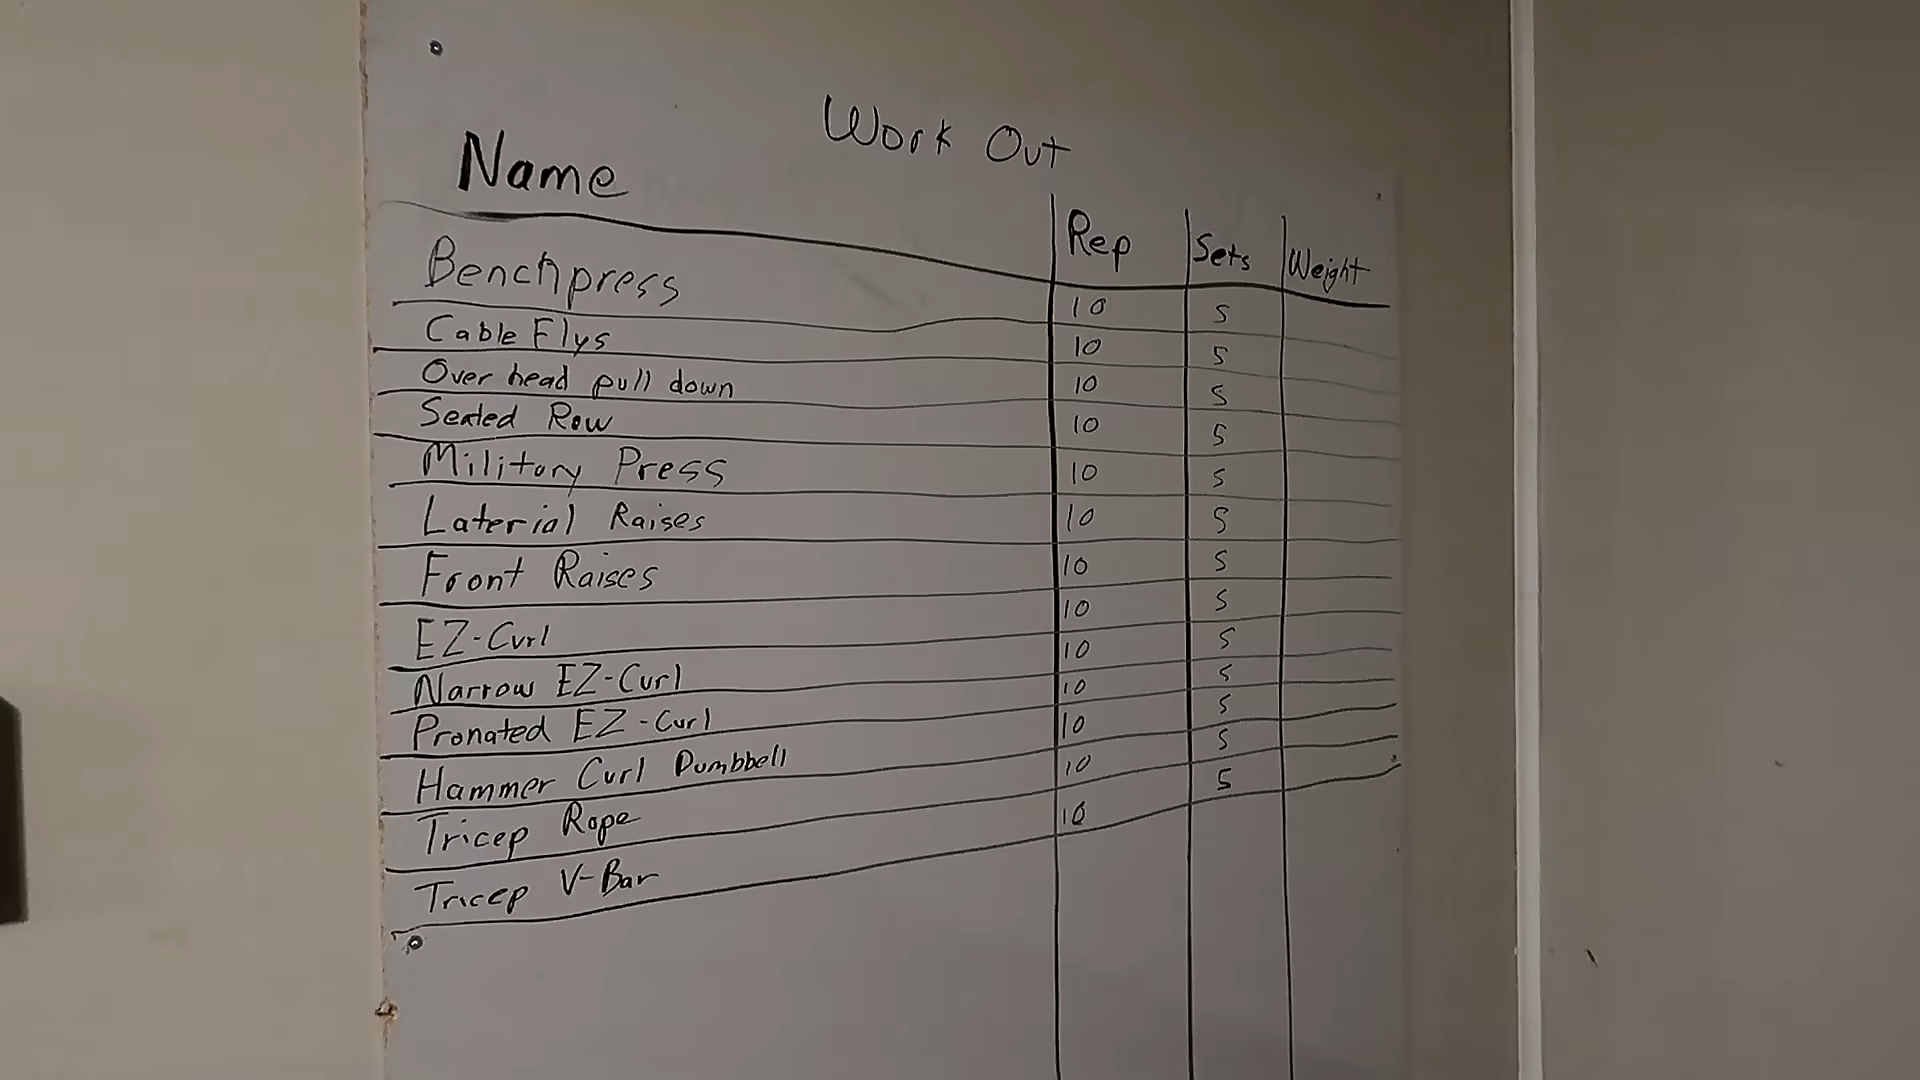 Work Out
Name Rep Sets Weight
Benchpress 10 5
Cable Flys 10 5
Over head pull down 10 5
Seated Row 10 5
Military Press 10 5
Laterial Raises 10 5
Front Raises 10 5
EZ-Curl 10 5
Narrow EZ-Curl 10 5
Pronated EZ-Curl 10 5
Hammer Curl Dumbbell 10 5
Tricep Rope 10 5
Tricep V-Bar 10 5